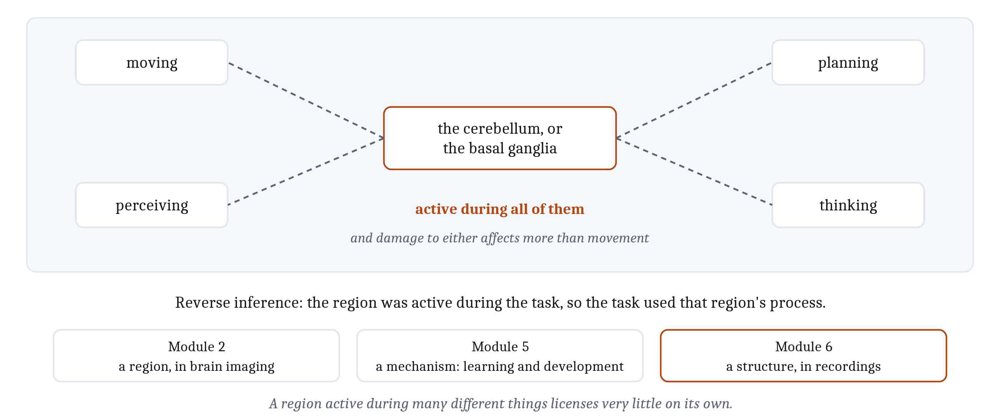 moving
planning
the cerebellum, or
the basal ganglia
perceiving
thinking
active during all of them
and damage to either affects more than movement
Reverse inference: the region was active during the task, so the task used that region's process.
Module 2
a region, in brain imaging
Module 5
a mechanism: learning and development
Module 6
a structure, in recordings
A region active during many different things licenses very little on its own.